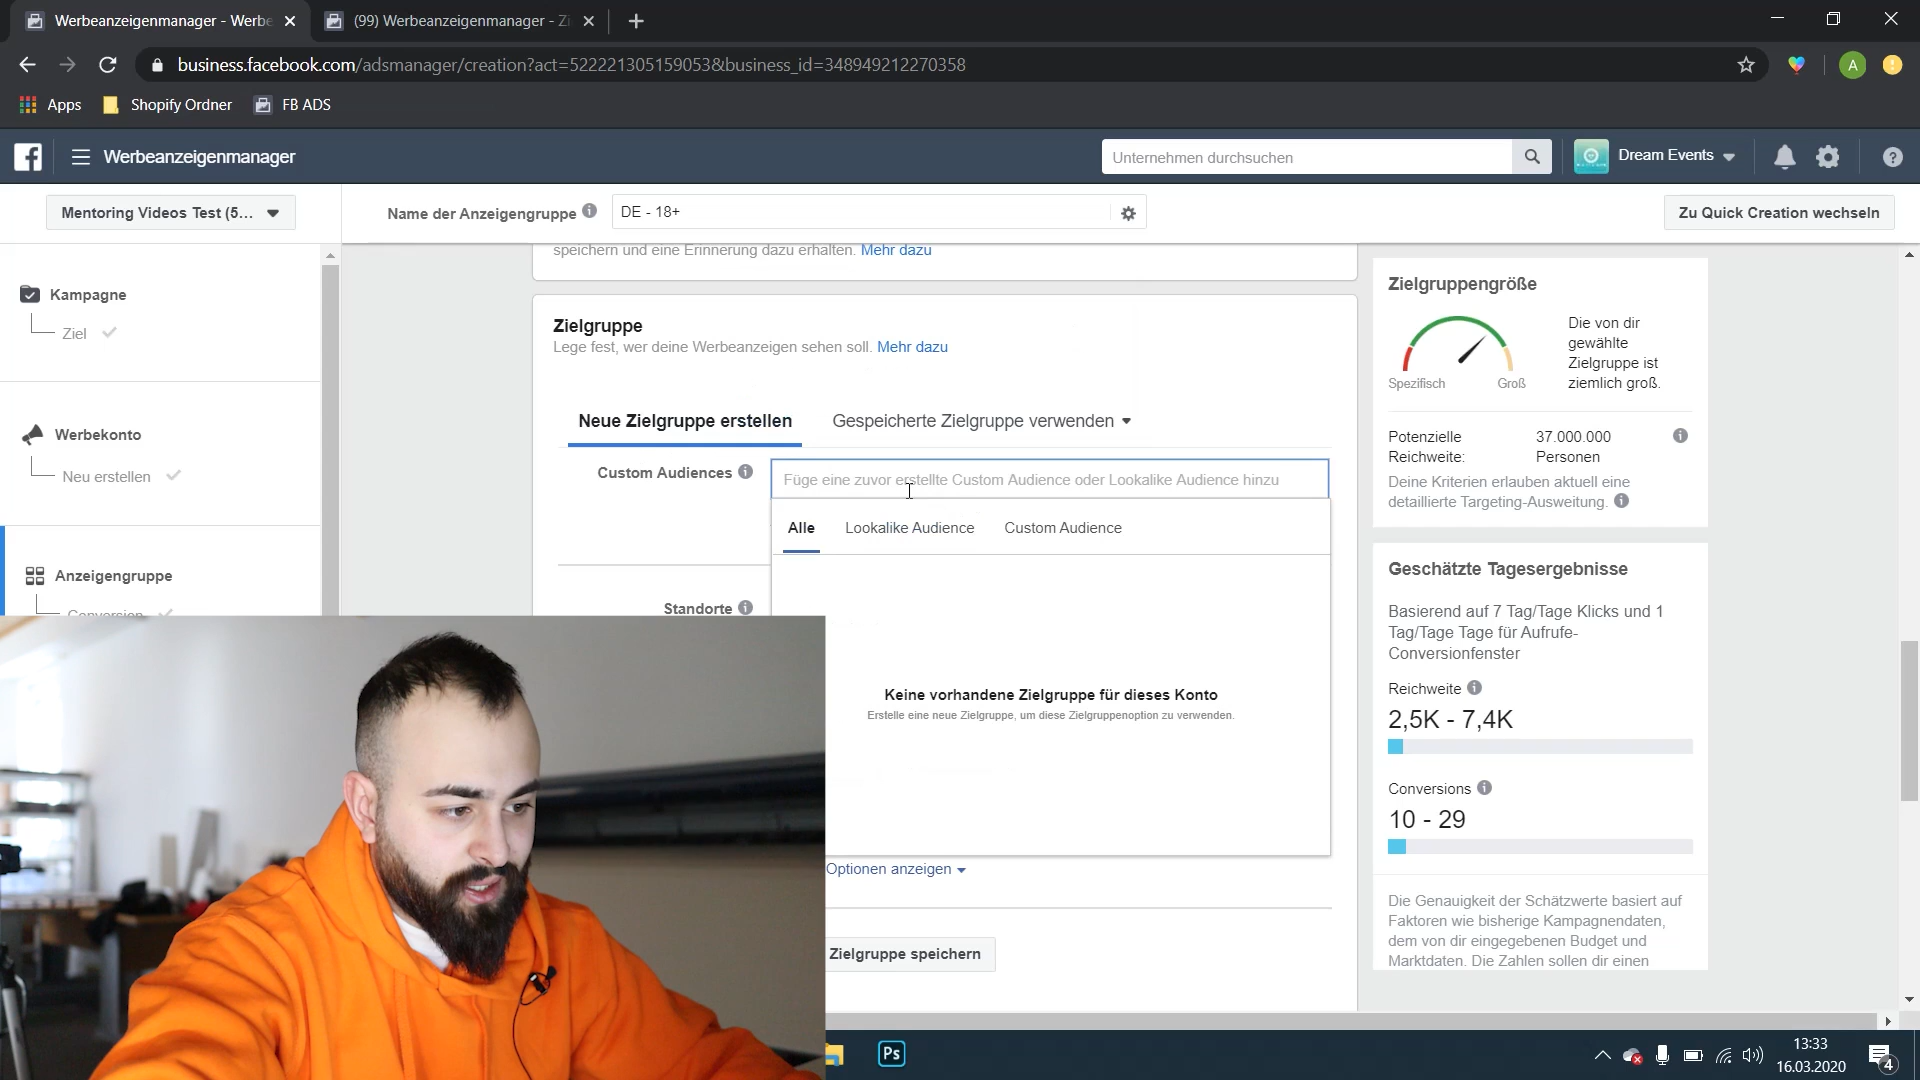 Werbeanzeigenmanager - Werbe
(99) Werbeanzeigenmanager - Zi
business.facebook.com/adsmanager/creation?act=522221305159053&business_id=348949212270358
A
Apps
Shopify Ordner
FB ADS
Werbeanzeigenmanager
Unternehmen durchsuchen
Dream Events
Mentoring Videos Test (5...
Name der Anzeigengruppe
DE - 18+
Zu Quick Creation wechseln
Kampagne
Ziel
Werbekonto
Neu erstellen
Anzeigengruppe
Conversion
speichern und eine Erinnerung dazu erhalten. Mehr dazu
Zielgruppe
Lege fest, wer deine Werbeanzeigen sehen soll. Mehr dazu
Neue Zielgruppe erstellen
Gespeicherte Zielgruppe verwenden
Custom Audiences
Füge eine zuvor erstellte Custom Audience oder Lookalike Audience hinzu
Alle
Lookalike Audience
Custom Audience
Standorte
Keine vorhandene Zielgruppe für dieses Konto
Erstelle eine neue Zielgruppe, um diese Zielgruppenoption zu verwenden.
Optionen anzeigen
Zielgruppe speichern
Zielgruppengröße
Spezifisch
Groß
Die von dir
gewählte
Zielgruppe ist
ziemlich groß.
Potenzielle
Reichweite:
37.000.000
Personen
Deine Kriterien erlauben aktuell eine
detaillierte Targeting-Ausweitung.
Geschätzte Tagesergebnisse
Basierend auf 7 Tag/Tage Klicks und 1
Tag/Tage Tage für Aufrufe-
Conversionfenster
Reichweite
2,5K - 7,4K
Conversions
10 - 29
Die Genauigkeit der Schätzwerte basiert auf
Faktoren wie bisherige Kampagnendaten,
dem von dir eingegebenen Budget und
Marktdaten. Die Zahlen sollen dir einen
Ps
13:33
16.03.2020
4